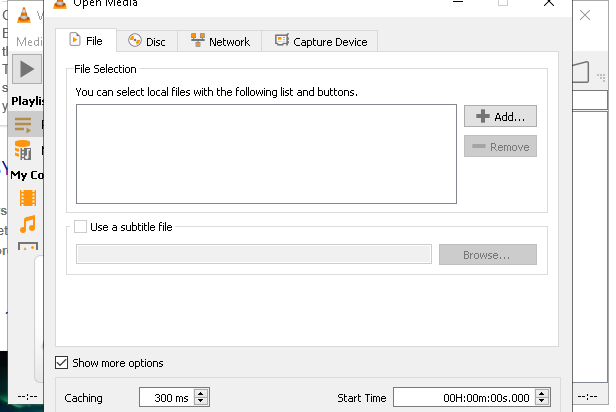 Open Media
Medi
File
Disc
Network
Capture Device
File Selection
You can select local files with the following list and buttons.
Add...
Remove
Playlis
My Co
Use a subtitle file
Browse...
Show more options
Caching
300 ms
Start Time
00H:00m:00s.000
--:--
--:--